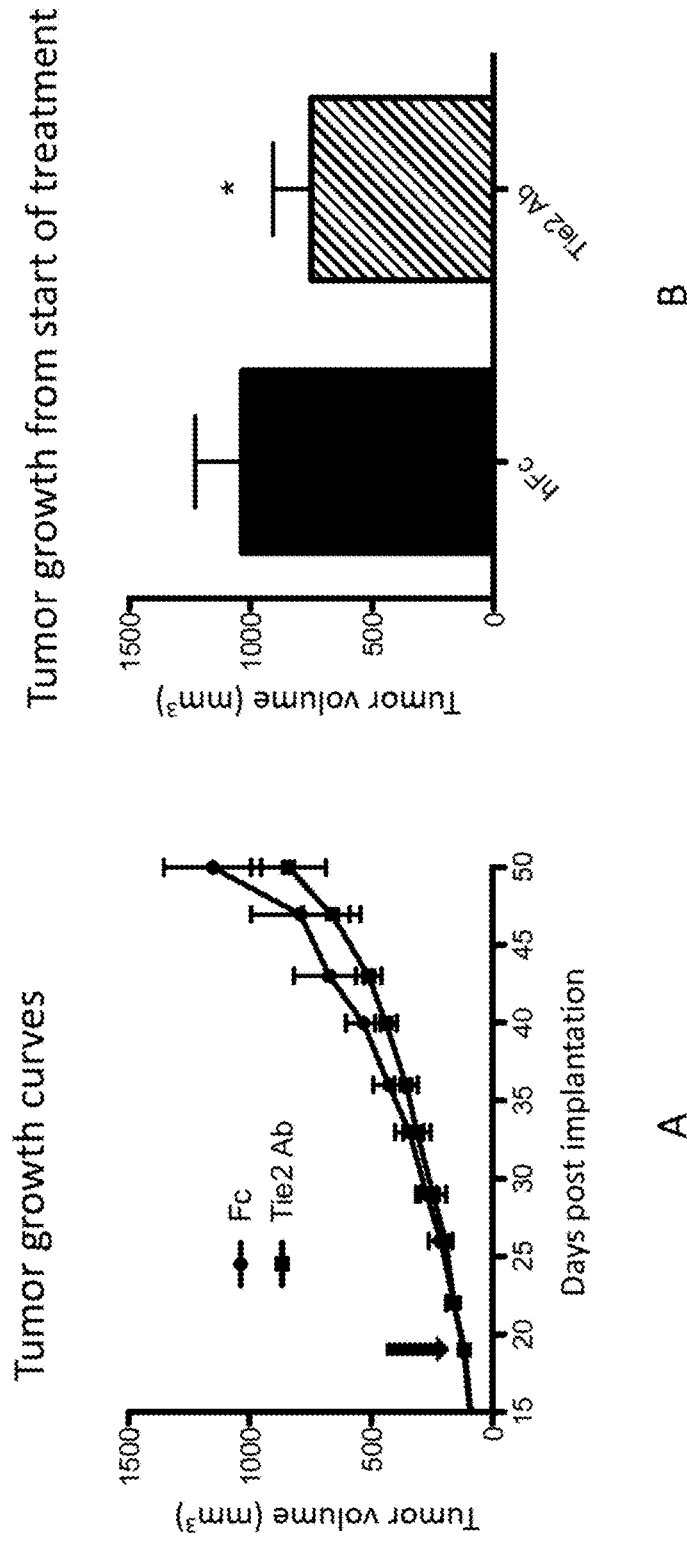 Tumor growth curves
Tumor volume (mm³)
1500
1000
500
0
Fc
Tie2 Ab
15 20 25 30 35 40 45 50
Days post implantation
A
Tumor growth from start of treatment
Tumor volume (mm³)
1500
1000
500
0
*
hFc
Tie2 Ab
B